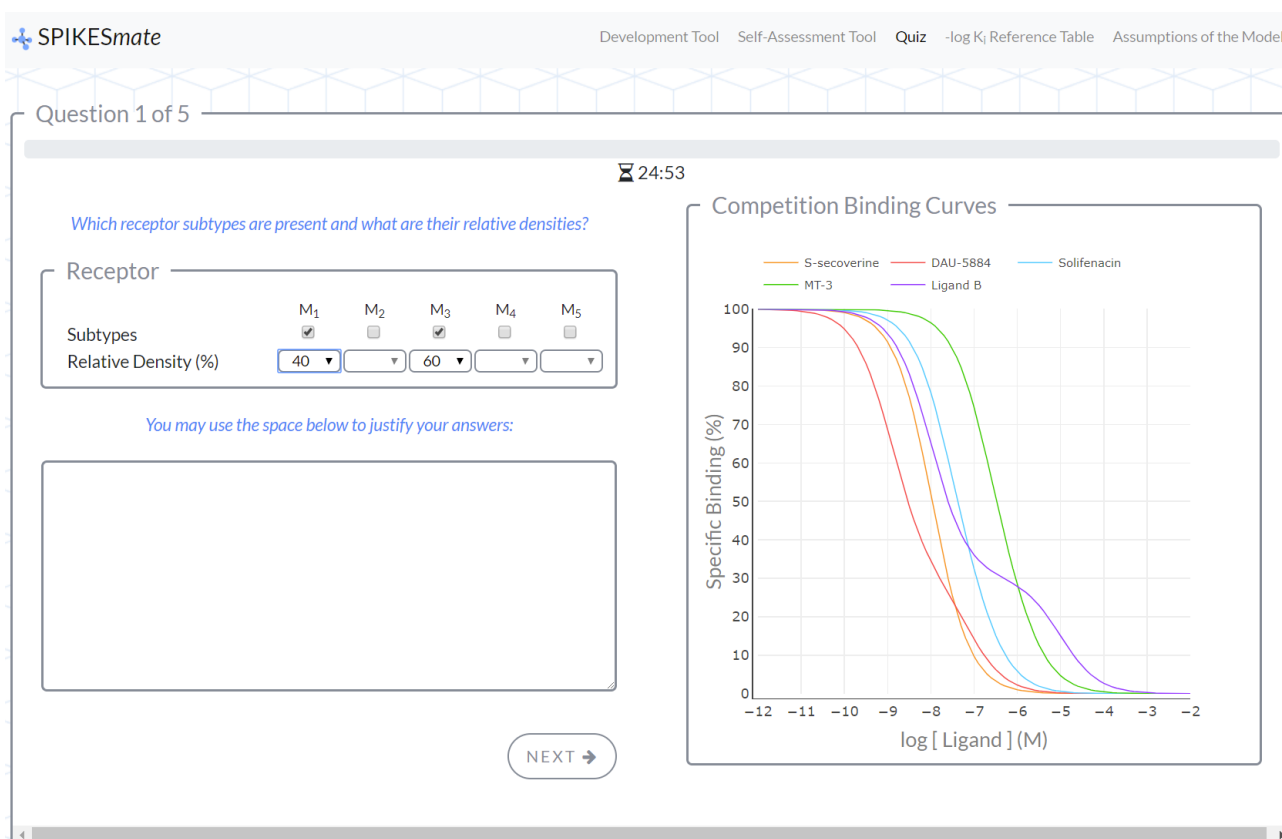 SPIKESmate
Development Tool Self-Assessment Tool Quiz -log Kᵢ Reference Table Assumptions of the Model
Question 1 of 5
24:53
Which receptor subtypes are present and what are their relative densities?
Receptor
M₁ M₂ M₃ M₄ M₅
Subtypes
Relative Density (%) 40 60
You may use the space below to justify your answers:
NEXT
Competition Binding Curves
S-secoverine DAU-5884 Solifenacin
MT-3 Ligand B
100
90
80
70
60
50
40
30
20
10
0
Specific Binding (%)
−12 −11 −10 −9 −8 −7 −6 −5 −4 −3 −2
log [ Ligand ] (M)